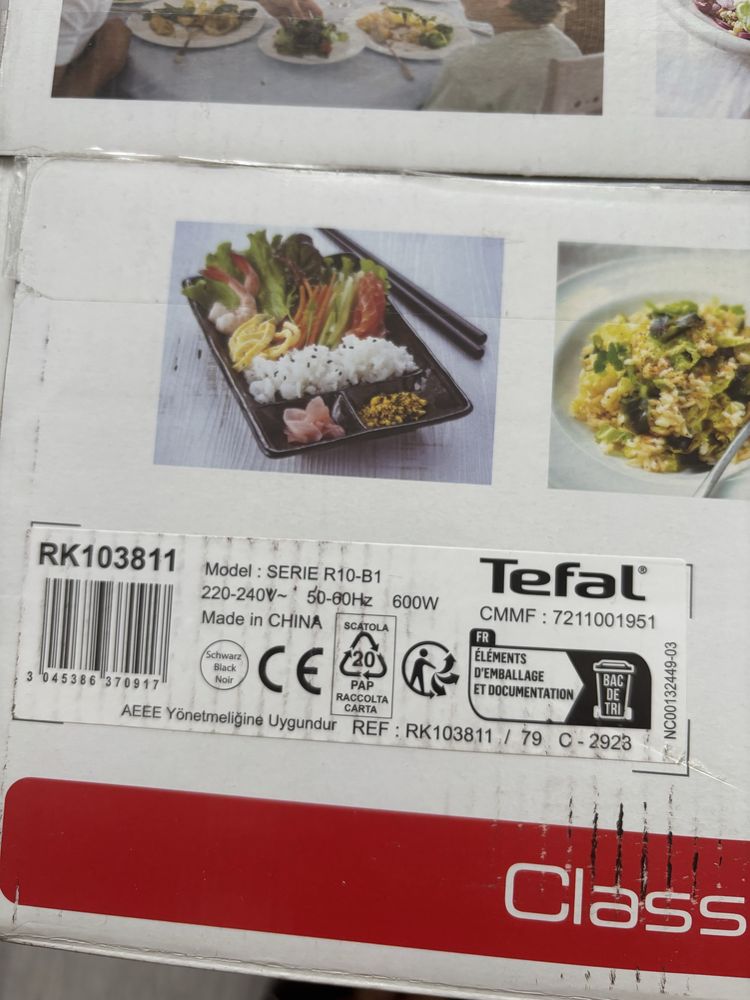 RK103811
3 045386 370917
Model : SERIE R10-B1
220-240V~ 50-60Hz 600W
Made in CHINA
Schwarz
Black
Noir
CE
SCATOLA
20
PAP
RACCOLTA
CARTA
Tefal®
CMMF : 7211001951
FR
ÉLÉMENTS
D'EMBALLAGE
ET DOCUMENTATION
BAC
DE
TRI
NC00132449-03
AEEE Yönetmeliğine Uygundur
REF : RK103811 / 79 C - 2923
Class